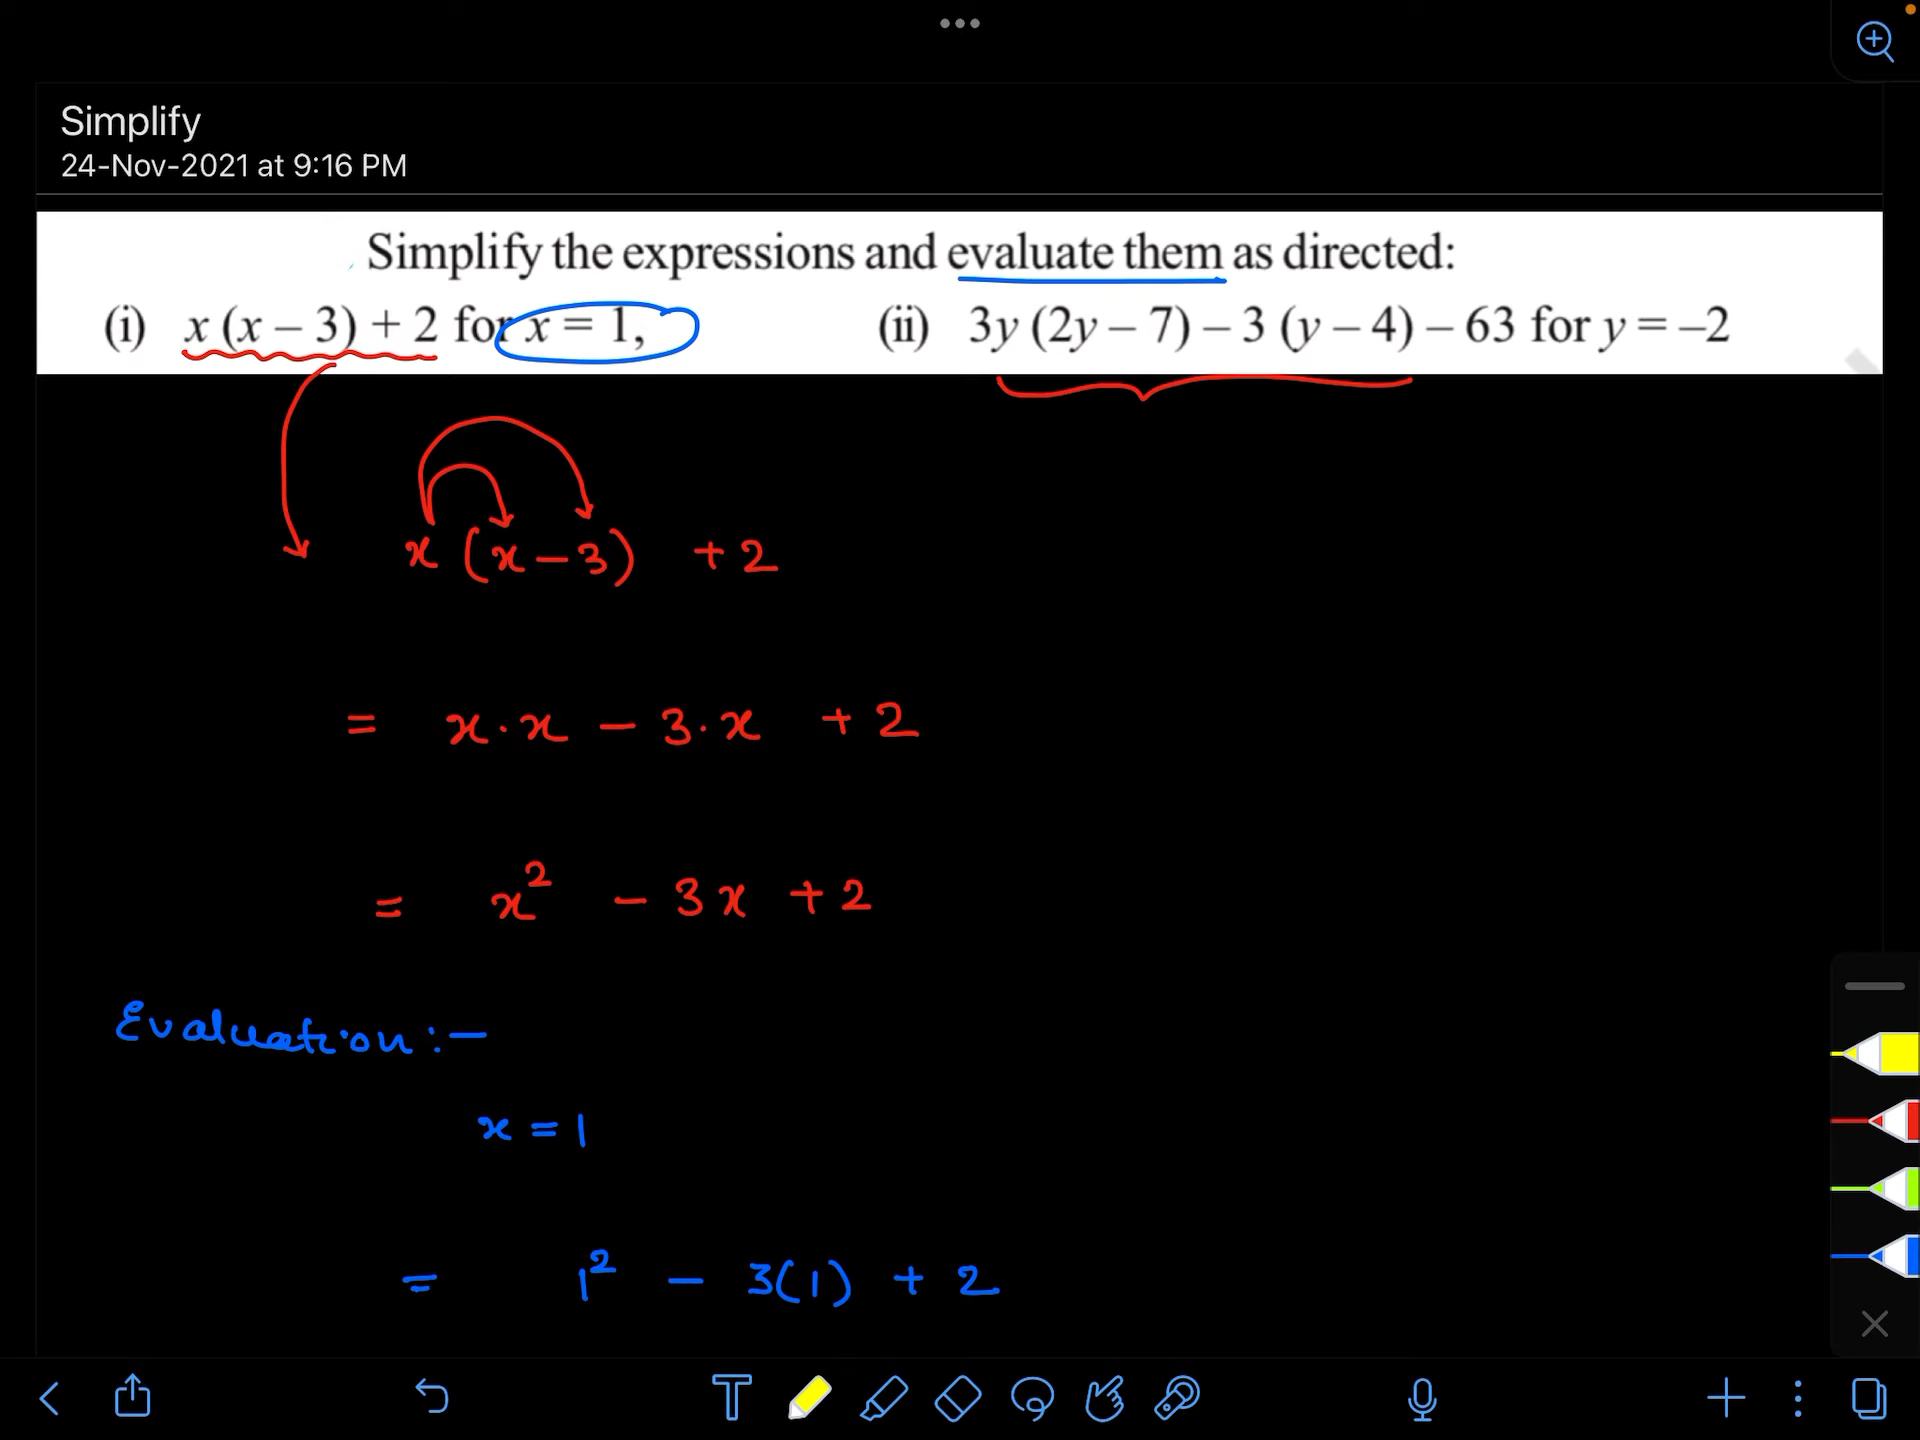 Simplify
24-Nov-2021 at 9:16 PM
Simplify the expressions and evaluate them as directed:
(i) x (x – 3) + 2 for x = 1, (ii) 3y (2y – 7) – 3 (y – 4) – 63 for y = –2
x (x – 3) + 2
= x · x – 3 · x + 2
= x² – 3x + 2
Evaluation :–
x = 1
= 1² – 3(1) + 2